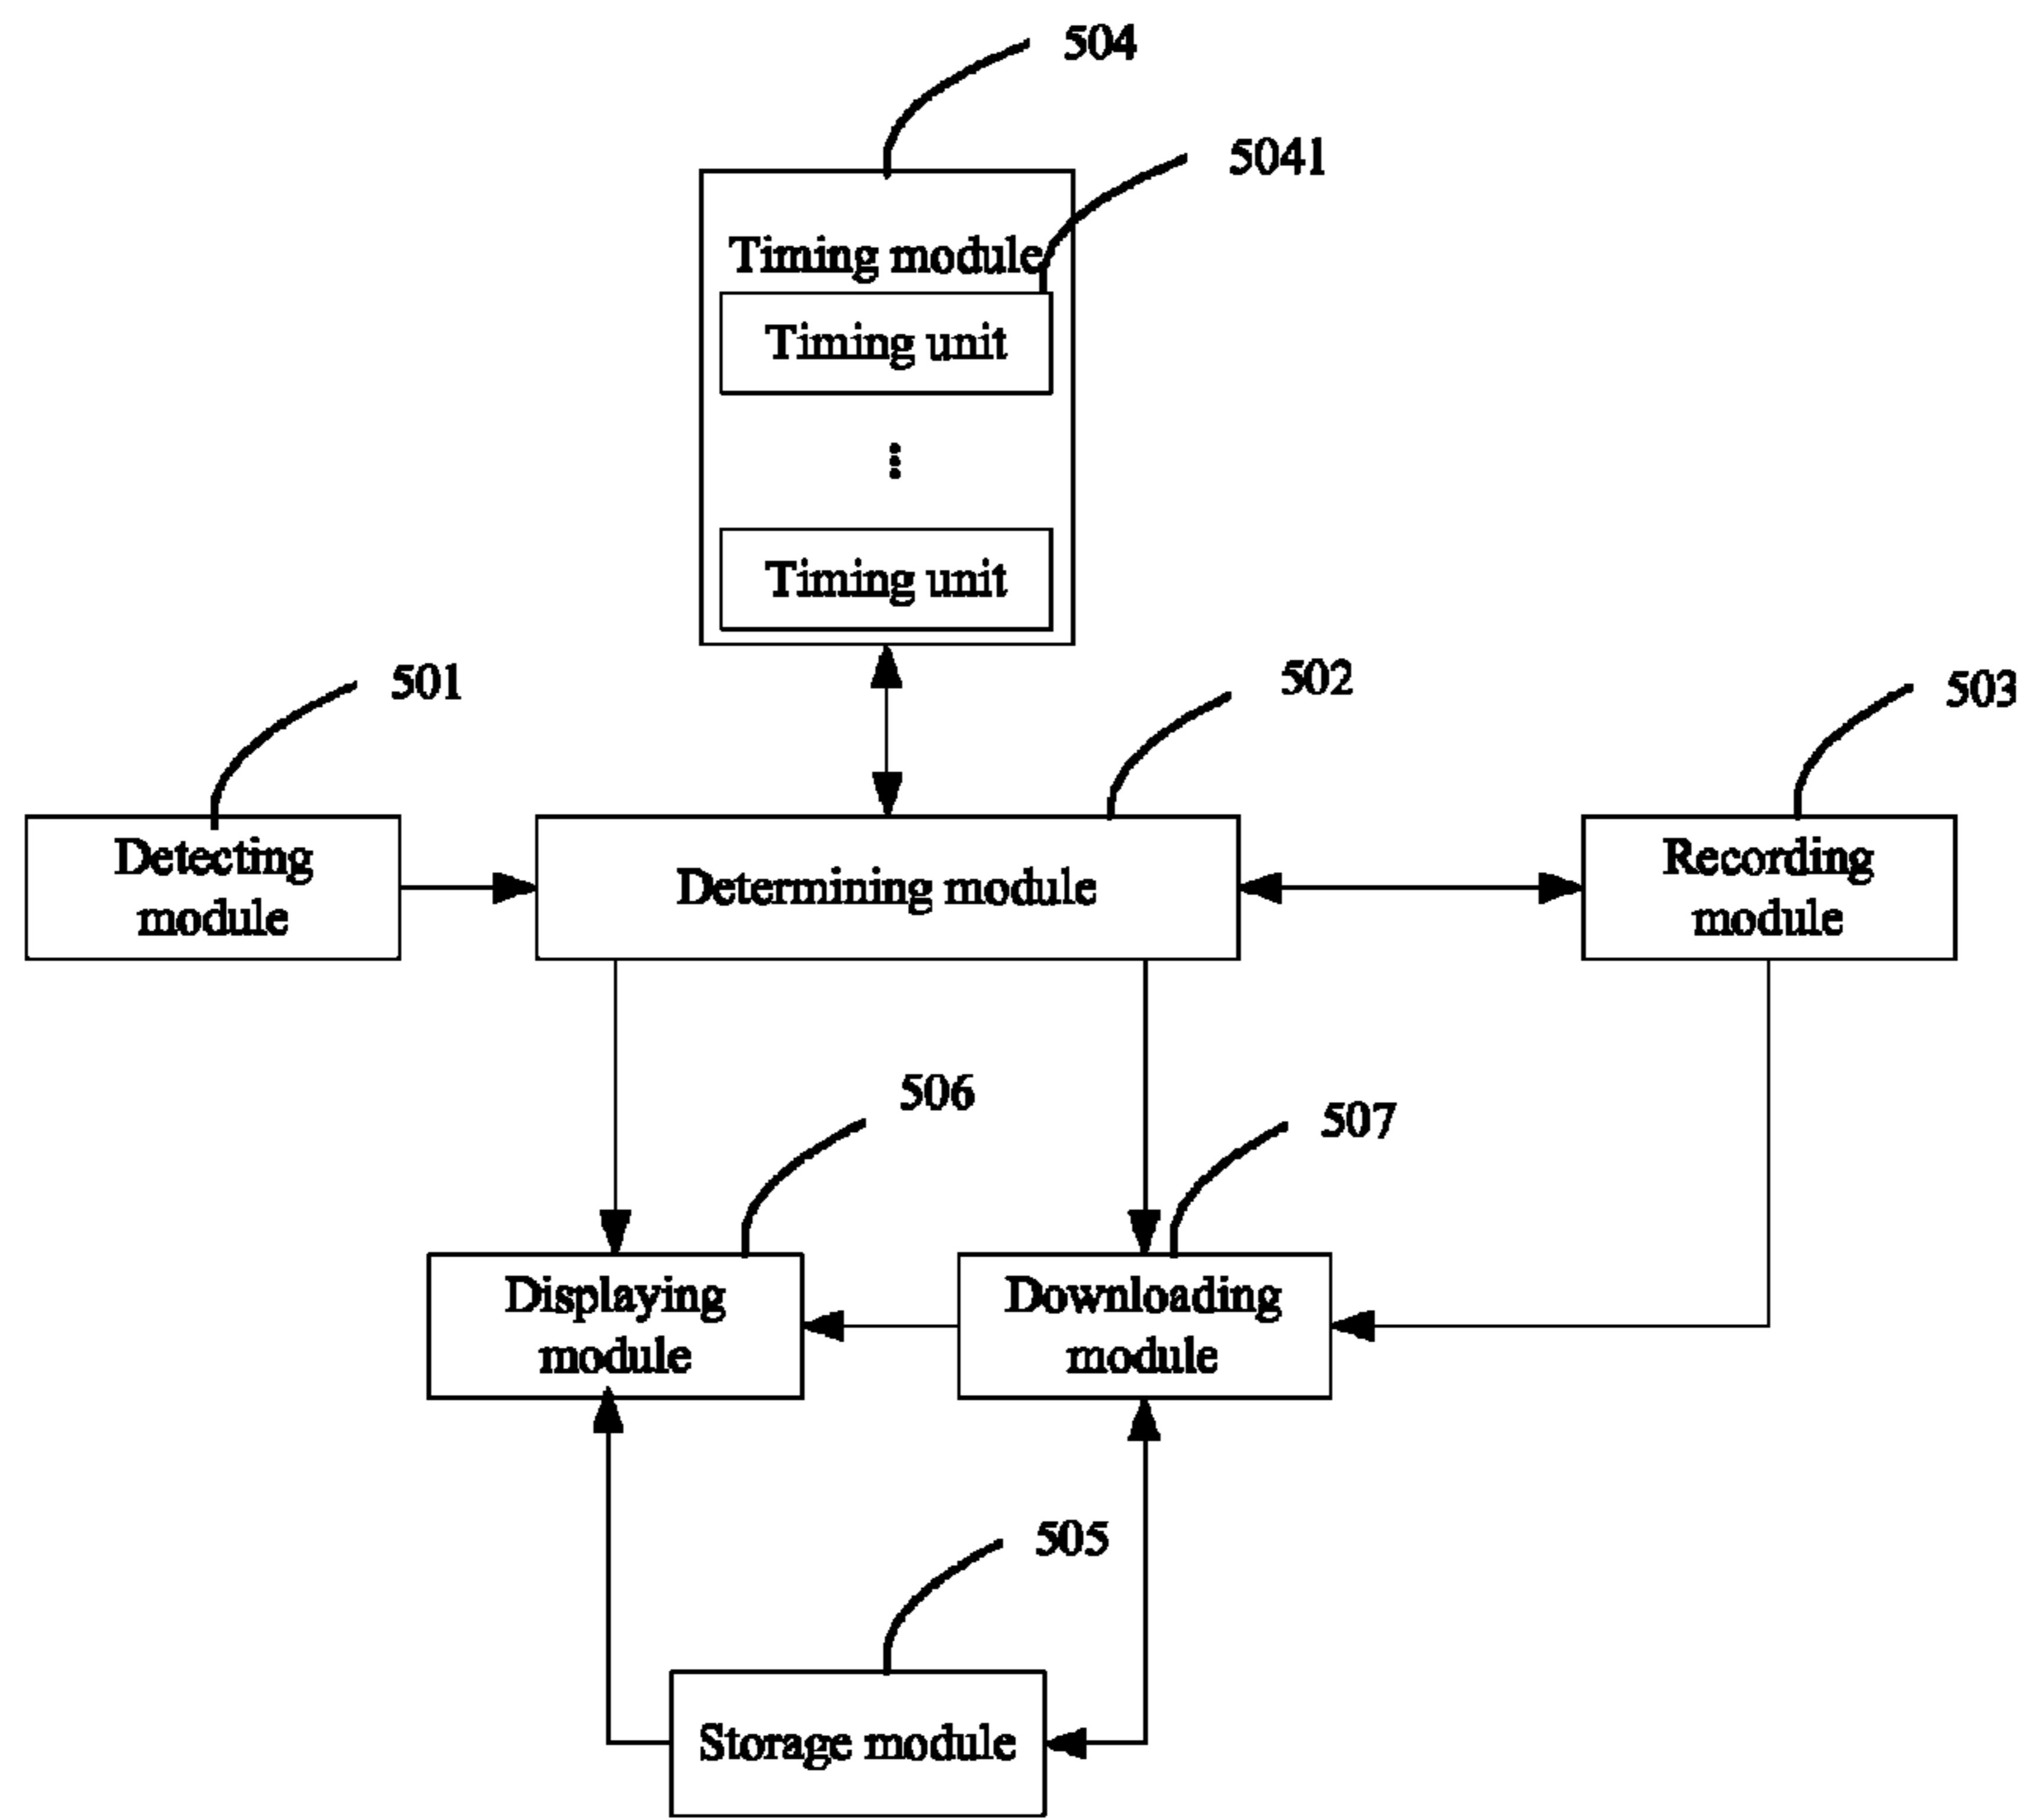 504
5041
Timing module
Timing unit
Timing unit
501
502
503
Detecting
module
Determining module
Recording
module
506
507
Displaying
module
Downloading
module
505
Storage module